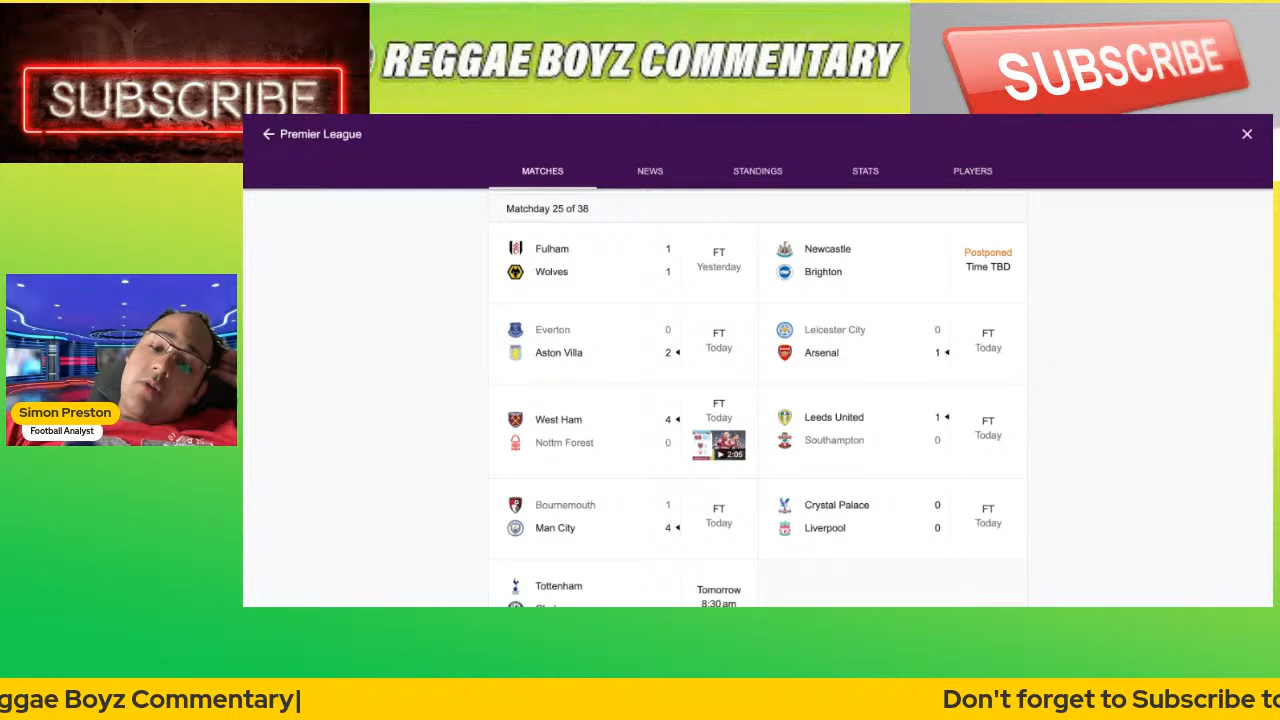 SUBSCRIBE
REGGAE BOYZ COMMENTARY
SUBSCRIBE
Premier League
MATCHES NEWS STANDINGS STATS PLAYERS
Matchday 25 of 38
Fulham 1
Wolves 1
FT
Yesterday
Newcastle
Brighton
Postponed
Time TBD
Everton 0
Aston Villa 2
FT
Today
Leicester City 0
Arsenal 1
FT
Today
West Ham 4
Nottm Forest 0
FT
Today
2:05
Leeds United 1
Southampton 0
FT
Today
Bournemouth 1
Man City 4
FT
Today
Crystal Palace 0
Liverpool 0
FT
Today
Tottenham
Tomorrow
8:30 am
Simon Preston
Football Analyst
ggae Boyz Commentary|
Don't forget to Subscribe to